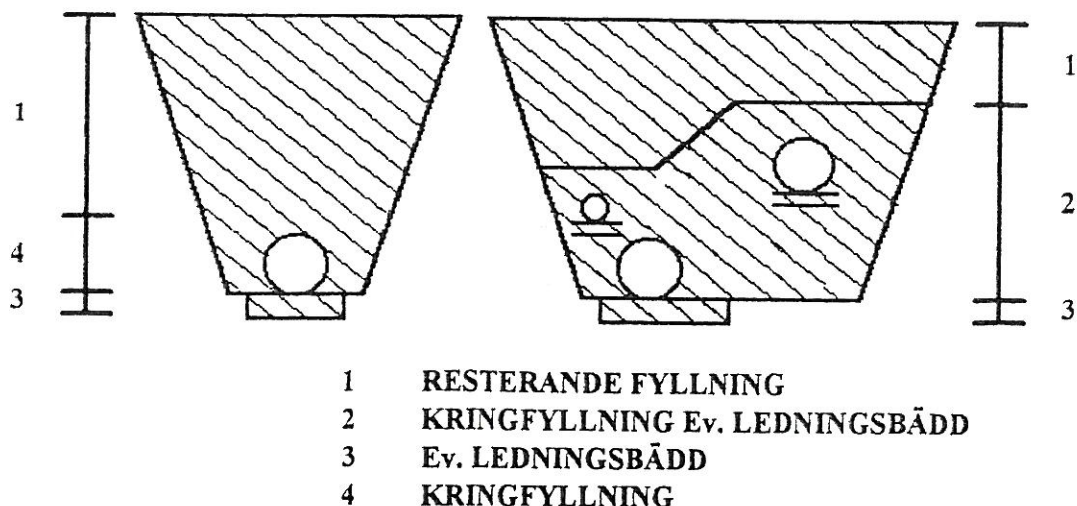 1
4
3
1
2
3
1 RESTERANDE FYLLNING
2 KRINGFYLLNING Ev. LEDNINGSBÄDD
3 Ev. LEDNINGSBÄDD
4 KRINGFYLLNING